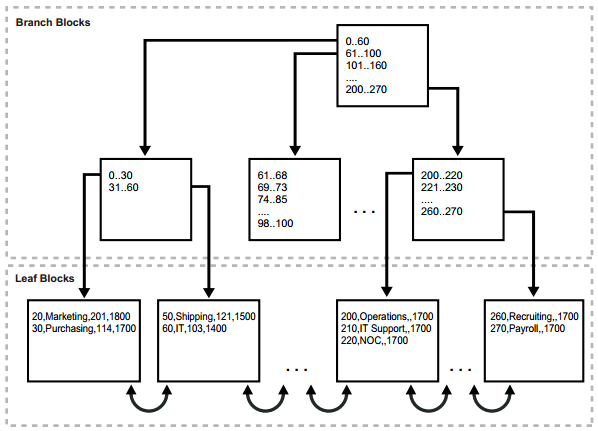 Branch Blocks
0..60
61..100
101..160
....
200..270
0..30
31..60
61..68
69..73
74..85
....
98..100
. . .
200..220
221..230
....
260..270
Leaf Blocks
20,Marketing,201,1800
30,Purchasing,114,1700
50,Shipping,121,1500
60,IT,103,1400
. . .
200,Operations,,1700
210,IT Support,,1700
220,NOC,,1700
. . .
260,Recruiting,,1700
270,Payroll,,1700